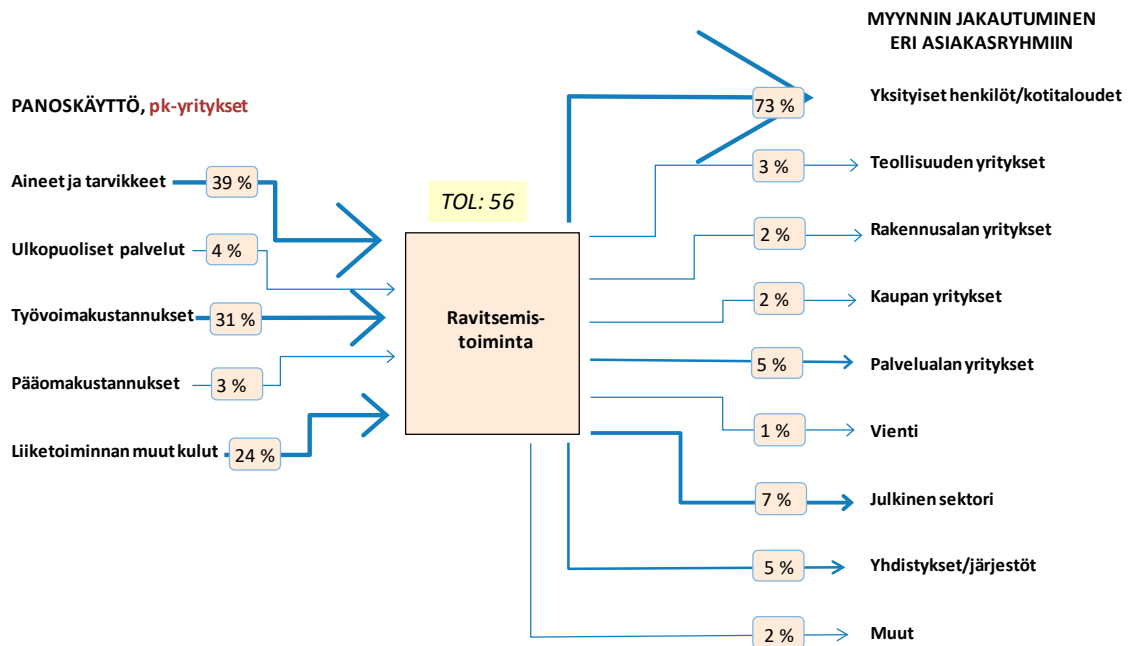 MYYNNIN JAKAUTUMINEN
ERI ASIAKASRYHMIIN
PANOSKÄYTTÖ, pk-yritykset
Aineet ja tarvikkeet 39 %
Ulkopuoliset palvelut 4 %
Työvoimakustannukset 31 %
Pääomakustannukset 3 %
Liiketoiminnan muut kulut 24 %
TOL: 56
Ravitsemis-
toiminta
73 % Yksityiset henkilöt/kotitaloudet
3 % Teollisuuden yritykset
2 % Rakennusalan yritykset
2 % Kaupan yritykset
5 % Palvelualan yritykset
1 % Vienti
7 % Julkinen sektori
5 % Yhdistykset/järjestöt
2 % Muut